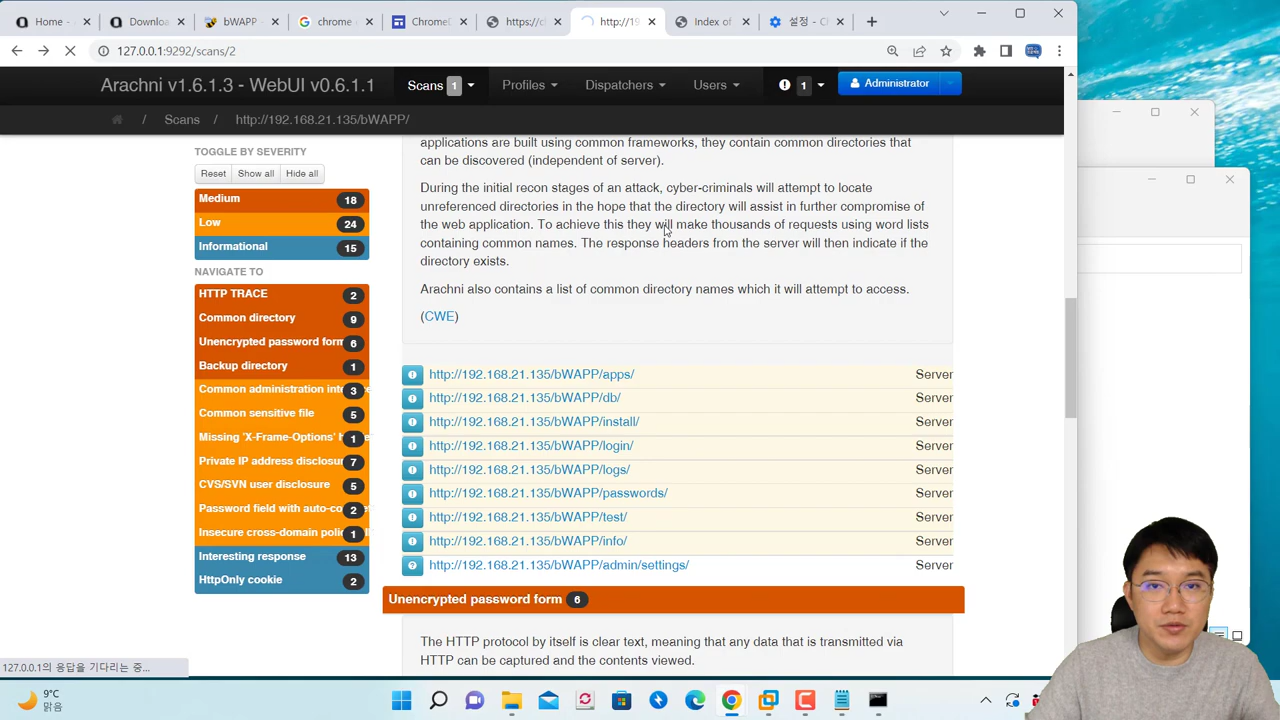 Home -
Downloa
bWAPP -
chrome
ChromeD
https://cl
http://19
Index of
설정 - Ch
127.0.0.1:9292/scans/2
Arachni v1.6.1.3 - WebUI v0.6.1.1
Scans 1
Profiles
Dispatchers
Users
1
Administrator
/ Scans / http://192.168.21.135/bWAPP/
TOGGLE BY SEVERITY
Reset
Show all
Hide all
Medium 18
Low 24
Informational 15
NAVIGATE TO
HTTP TRACE 2
Common directory 9
Unencrypted password form 6
Backup directory 1
Common administration inte 3
Common sensitive file 5
Missing 'X-Frame-Options' h 1
Private IP address disclosur 7
CVS/SVN user disclosure 5
Password field with auto-co 2
Insecure cross-domain polic 1
Interesting response 13
HttpOnly cookie 2
applications are built using common frameworks, they contain common directories that
can be discovered (independent of server).
During the initial recon stages of an attack, cyber-criminals will attempt to locate
unreferenced directories in the hope that the directory will assist in further compromise of
the web application. To achieve this they will make thousands of requests using word lists
containing common names. The response headers from the server will then indicate if the
directory exists.
Arachni also contains a list of common directory names which it will attempt to access.
(CWE)
http://192.168.21.135/bWAPP/apps/ Server
http://192.168.21.135/bWAPP/db/ Server
http://192.168.21.135/bWAPP/install/ Server
http://192.168.21.135/bWAPP/login/ Server
http://192.168.21.135/bWAPP/logs/ Server
http://192.168.21.135/bWAPP/passwords/ Server
http://192.168.21.135/bWAPP/test/ Server
http://192.168.21.135/bWAPP/info/ Server
http://192.168.21.135/bWAPP/admin/settings/ Server
Unencrypted password form 6
The HTTP protocol by itself is clear text, meaning that any data that is transmitted via
HTTP can be captured and the contents viewed.
127.0.0.1의 응답을 기다리는 중...
9°C
맑음